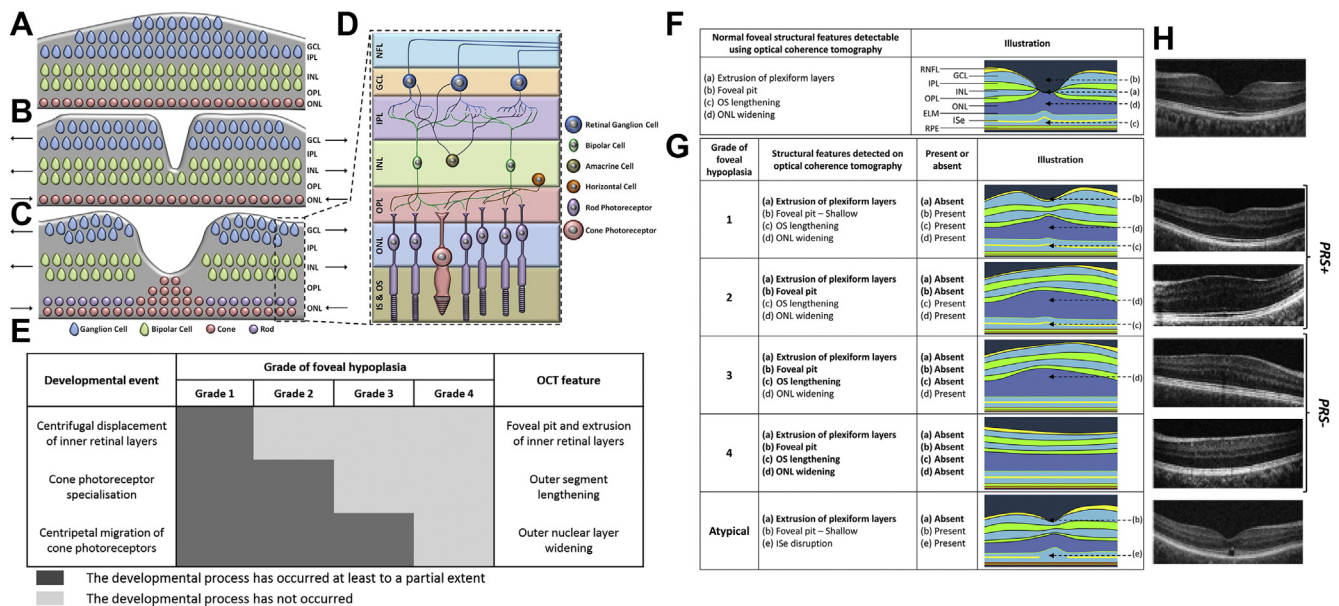 A
GCL
IPL
INL
OPL
ONL
B
GCL
IPL
INL
OPL
ONL
C
GCL
IPL
INL
OPL
ONL
Ganglion Cell
Bipolar Cell
Cone
Rod
D
NFL
GCL
IPL
INL
OPL
ONL
IS & OS
Retinal Ganglion Cell
Bipolar Cell
Amacrine Cell
Horizontal Cell
Rod Photoreceptor
Cone Photoreceptor
E
Developmental event
Grade of foveal hypoplasia
OCT feature
Grade 1
Grade 2
Grade 3
Grade 4
Centrifugal displacement
of inner retinal layers
Foveal pit and extrusion
of inner retinal layers
Cone photoreceptor
specialisation
Outer segment
lengthening
Centripetal migration of
cone photoreceptors
Outer nuclear layer
widening
The developmental process has occurred at least to a partial extent
The developmental process has not occurred
F
Normal foveal structural features detectable
using optical coherence tomography
Illustration
(a) Extrusion of plexiform layers
(b) Foveal pit
(c) OS lengthening
(d) ONL widening
RNFL
GCL
IPL
INL
OPL
ONL
ELM
ISe
RPE
(b)
(a)
(d)
(c)
G
Grade of
foveal
hypoplasia
Structural features detected on
optical coherence tomography
Present or
absent
Illustration
1
(a) Extrusion of plexiform layers
(b) Foveal pit – Shallow
(c) OS lengthening
(d) ONL widening
(a) Absent
(b) Present
(c) Present
(d) Present
(b)
(d)
(c)
2
(a) Extrusion of plexiform layers
(b) Foveal pit
(c) OS lengthening
(d) ONL widening
(a) Absent
(b) Absent
(c) Present
(d) Present
(d)
(c)
3
(a) Extrusion of plexiform layers
(b) Foveal pit
(c) OS lengthening
(d) ONL widening
(a) Absent
(b) Absent
(c) Absent
(d) Present
(d)
4
(a) Extrusion of plexiform layers
(b) Foveal pit
(c) OS lengthening
(d) ONL widening
(a) Absent
(b) Absent
(c) Absent
(d) Absent
Atypical
(a) Extrusion of plexiform layers
(b) Foveal pit – Shallow
(e) ISe disruption
(a) Absent
(b) Present
(e) Present
(b)
(e)
H
PRS+
PRS-